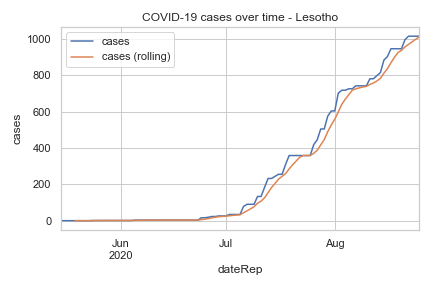 COVID-19 cases over time - Lesotho
cases
cases (rolling)
1000
800
600
400
200
0
cases
Jun
2020
Jul
Aug
dateRep